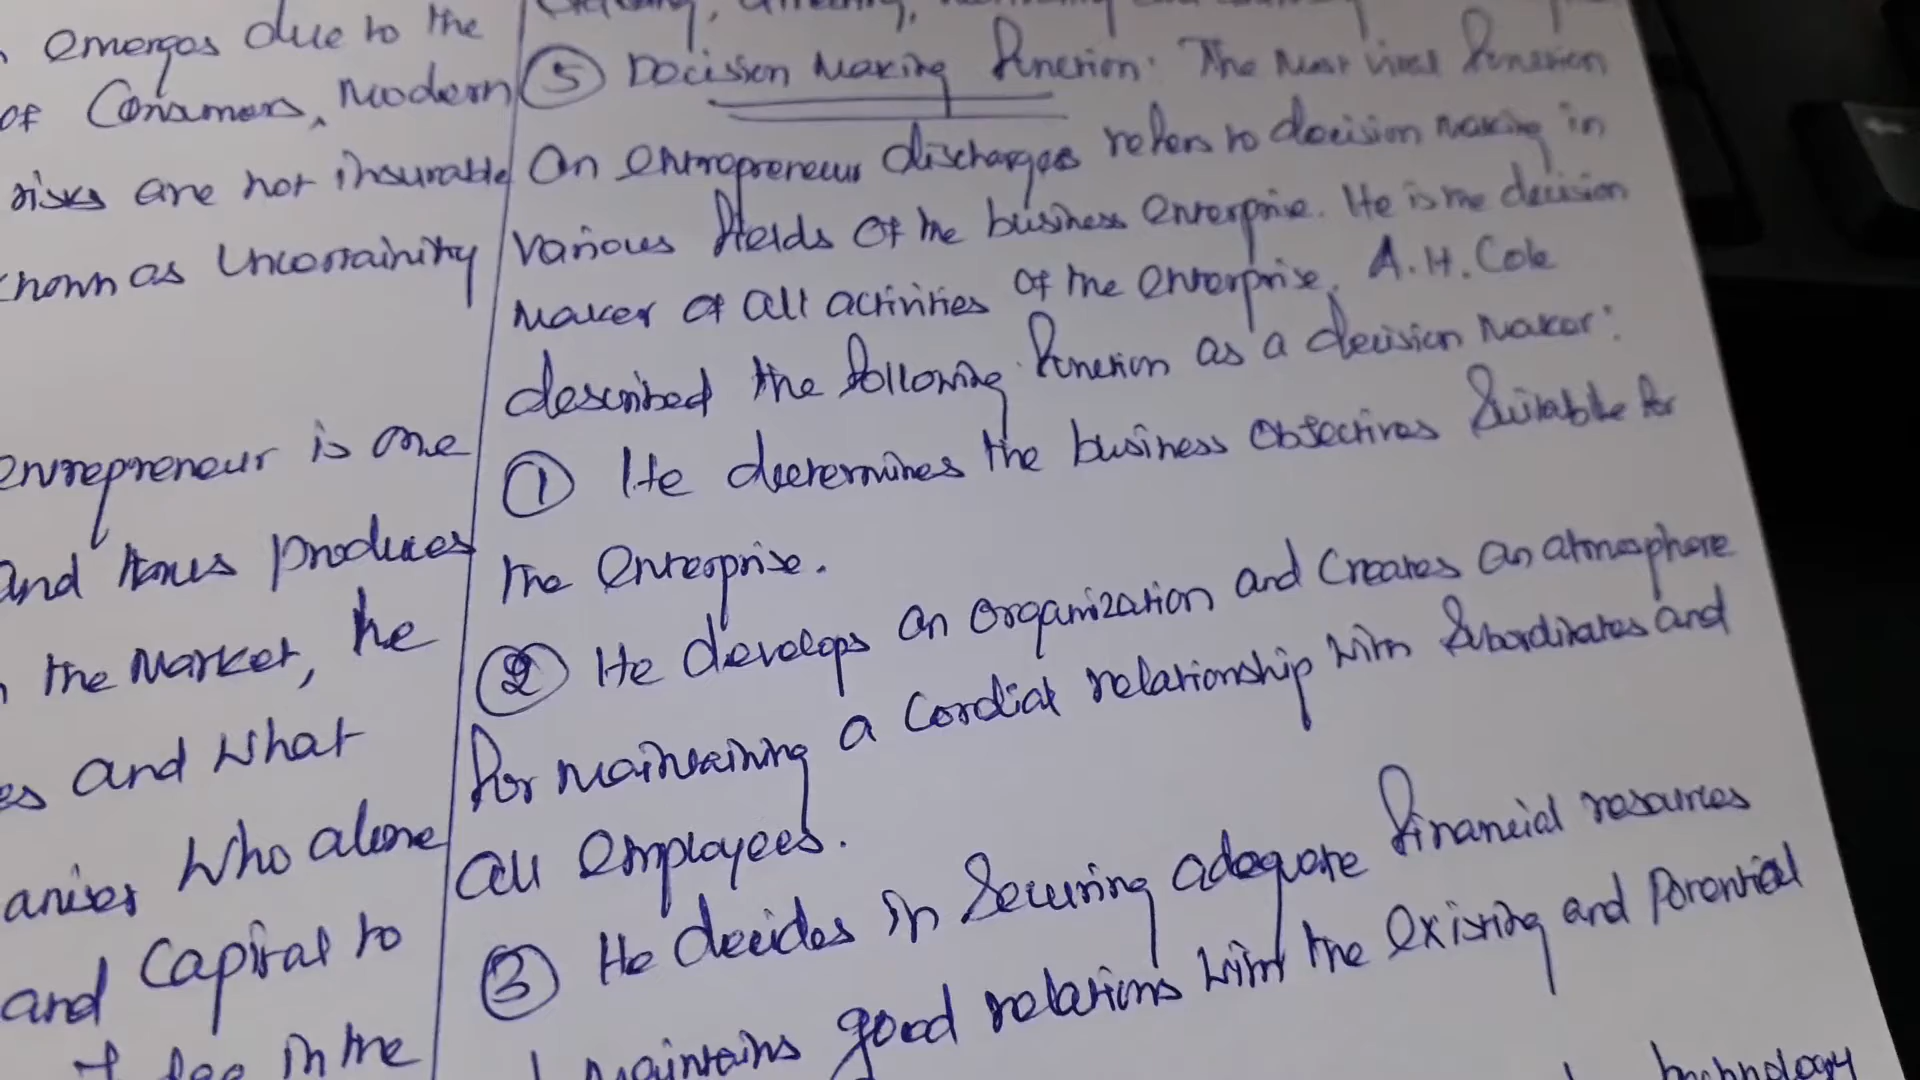 emerges due to the
of Consumers, Modern
risks are not insurable
known as Uncertainity
entrepreneur is one
and thus produces
the Market, he
es and what
aniser who alone
and Capital to
in the
⑤ Decision Making function: The most vital function
an entrepreneur discharges refers to decision making in
various fields of the business enterprise. He is the decision
maker of all activities of the enterprise. A.H. Cole
described the following function as a decision maker:
① He determines the business objectives suitable for
the enterprise.
② He develops an organization and creates an atmosphere
for maintaining a cordial relationship with subordinates and
all employees.
③ He decides in securing adequate financial resources
maintains good relations with the existing and potential
technology